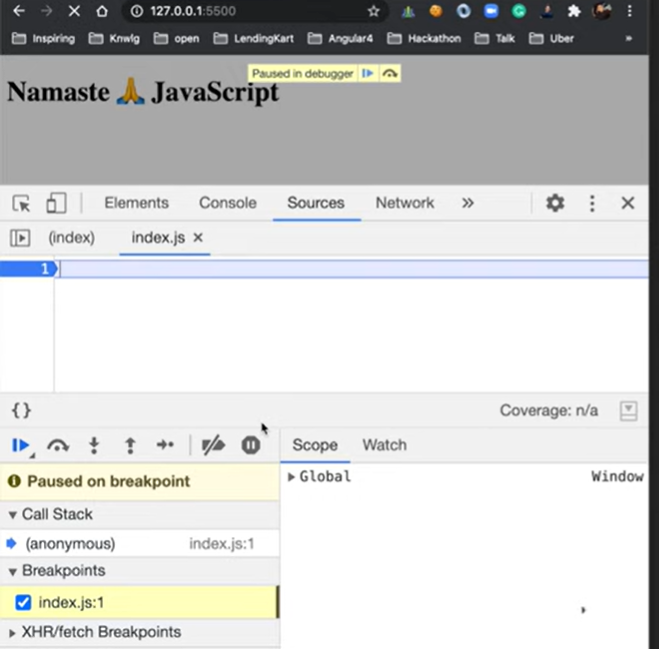 127.0.0.1:5500
Inspiring Knwlg open LendingKart Angular4 Hackathon Talk Uber »
Paused in debugger
Namaste 🙏 JavaScript
Elements Console Sources Network »
(index) index.js ×
1
{} Coverage: n/a
Scope Watch
Paused on breakpoint
Global Window
Call Stack
(anonymous) index.js:1
Breakpoints
index.js:1
XHR/fetch Breakpoints